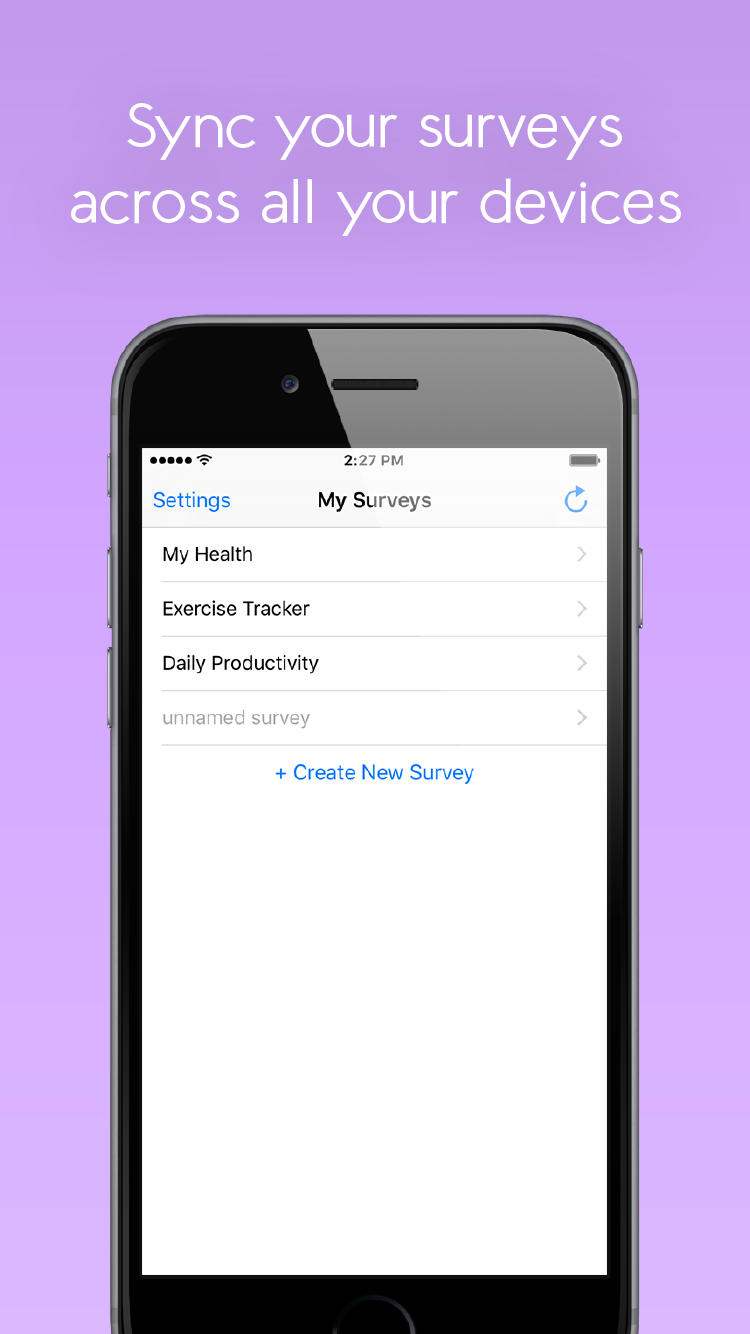 Sync your surveys
across all your devices
2:27 PM
Settings My Surveys
My Health
Exercise Tracker
Daily Productivity
unnamed survey
+ Create New Survey